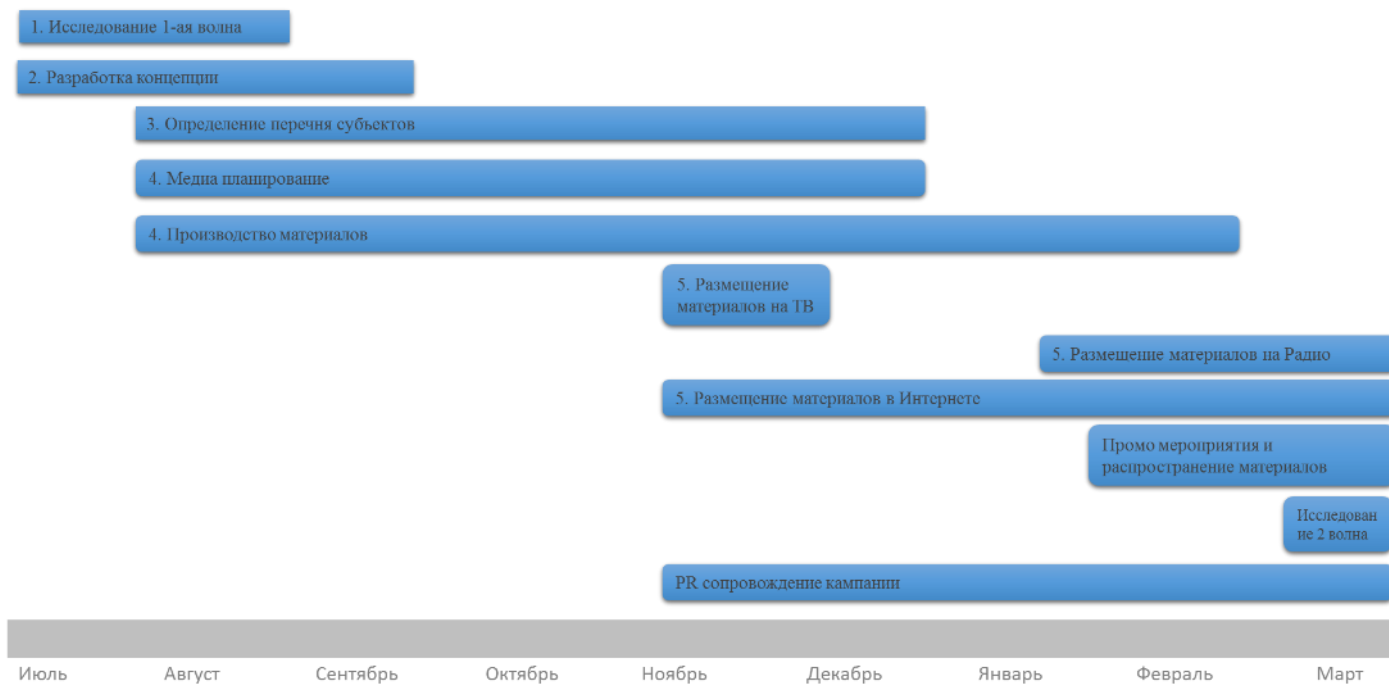 1. Исследование 1-ая волна
2. Разработка концепции
3. Определение перечня субъектов
4. Медиа планирование
4. Производство материалов
5. Размещение
материалов на ТВ
5. Размещение материалов на Радио
5. Размещение материалов в Интернете
Промо мероприятия и
распространение материалов
Исследован
ие 2 волна
PR сопровождение кампании
Июль Август Сентябрь Октябрь Ноябрь Декабрь Январь Февраль Март